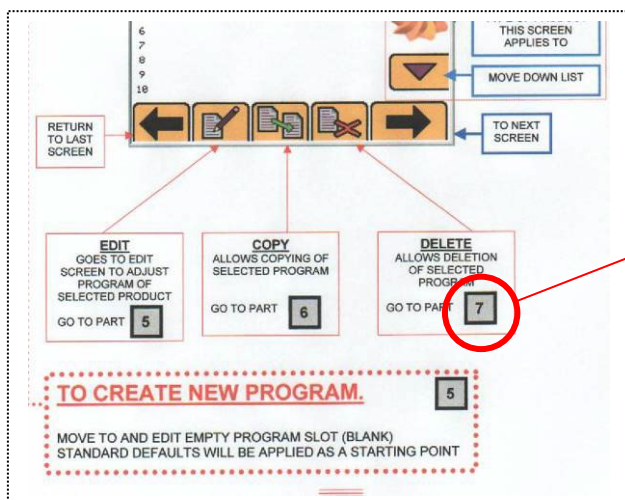 THIS SCREEN
APPLIES TO
6
7
8
9
10
MOVE DOWN LIST
RETURN
TO LAST
SCREEN
TO NEXT
SCREEN
EDIT
GOES TO EDIT
SCREEN TO ADJUST
PROGRAM OF
SELECTED PRODUCT
GO TO PART 5
COPY
ALLOWS COPYING OF
SELECTED PROGRAM
GO TO PART 6
DELETE
ALLOWS DELETION
OF SELECTED
PROGRAM
GO TO PART 7
TO CREATE NEW PROGRAM. 5
MOVE TO AND EDIT EMPTY PROGRAM SLOT (BLANK)
STANDARD DEFAULTS WILL BE APPLIED AS A STARTING POINT